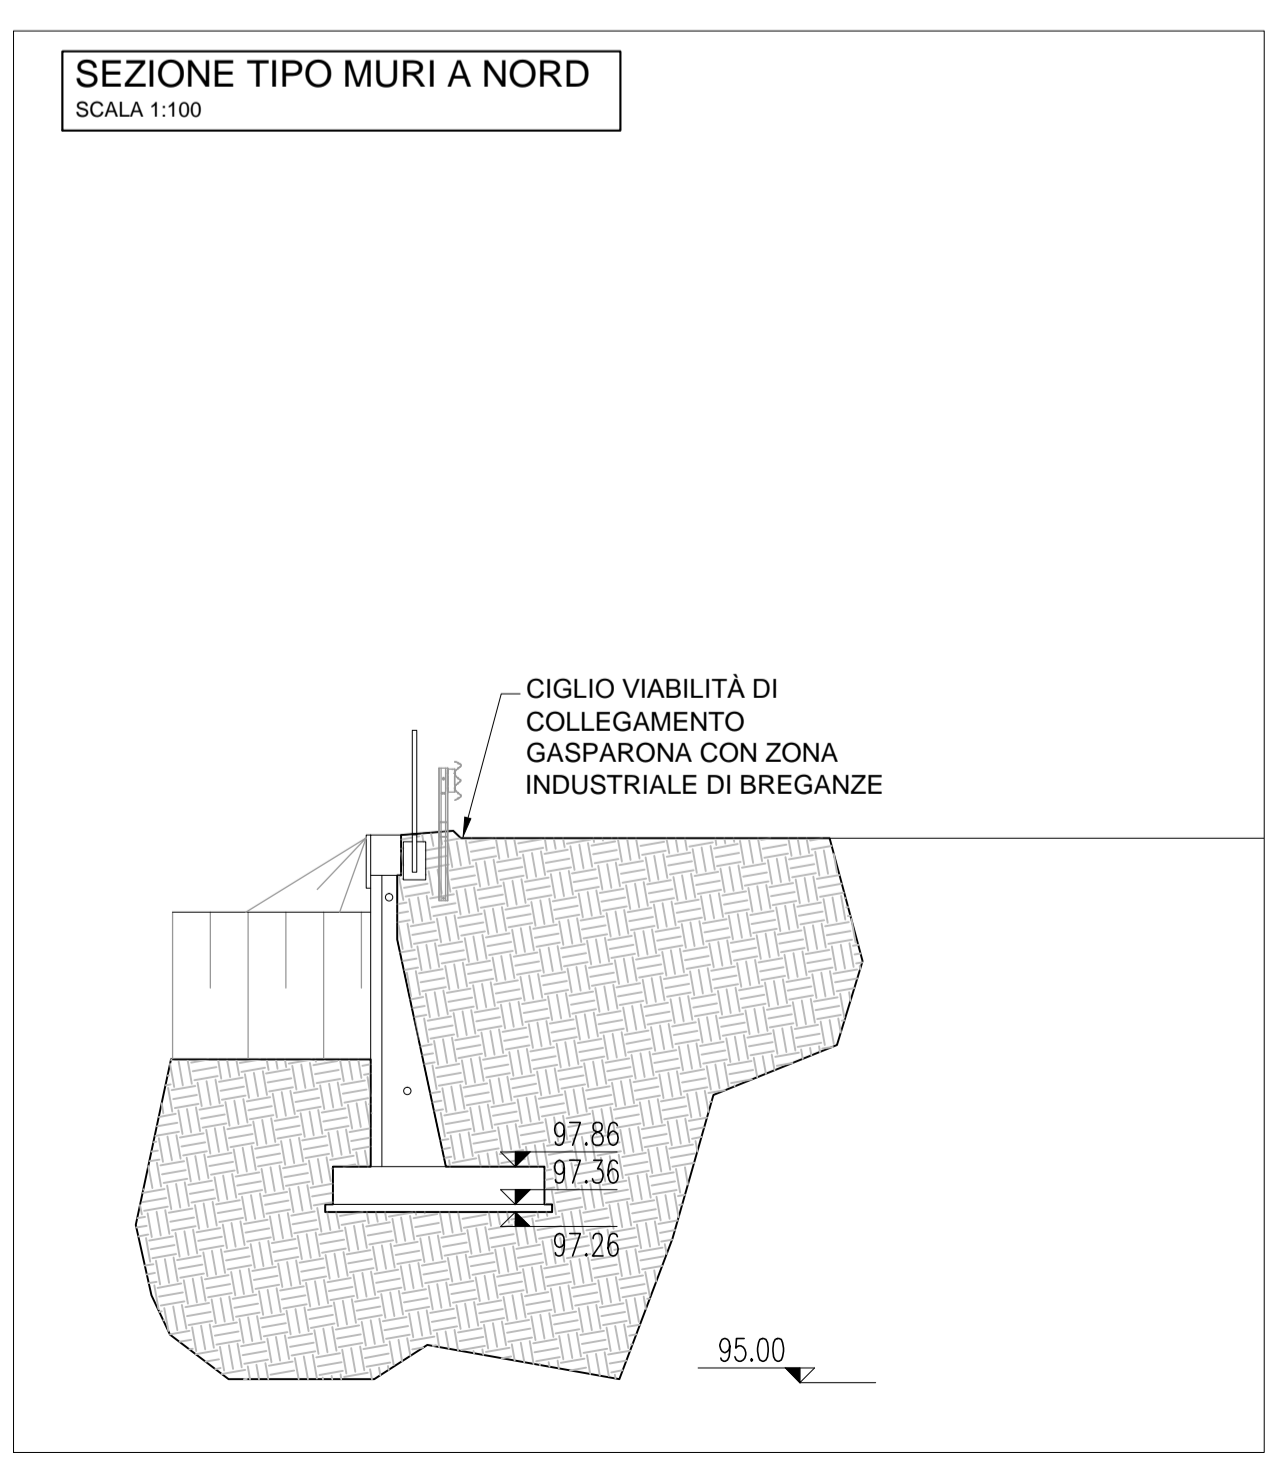 SEZIONE TIPO MURI A NORD
SCALA 1:100
CIGLIO VIABILITÀ DI
COLLEGAMENTO
GASPARONA CON ZONA
INDUSTRIALE DI BREGANZE
97.86
97.36
97.26
95.00